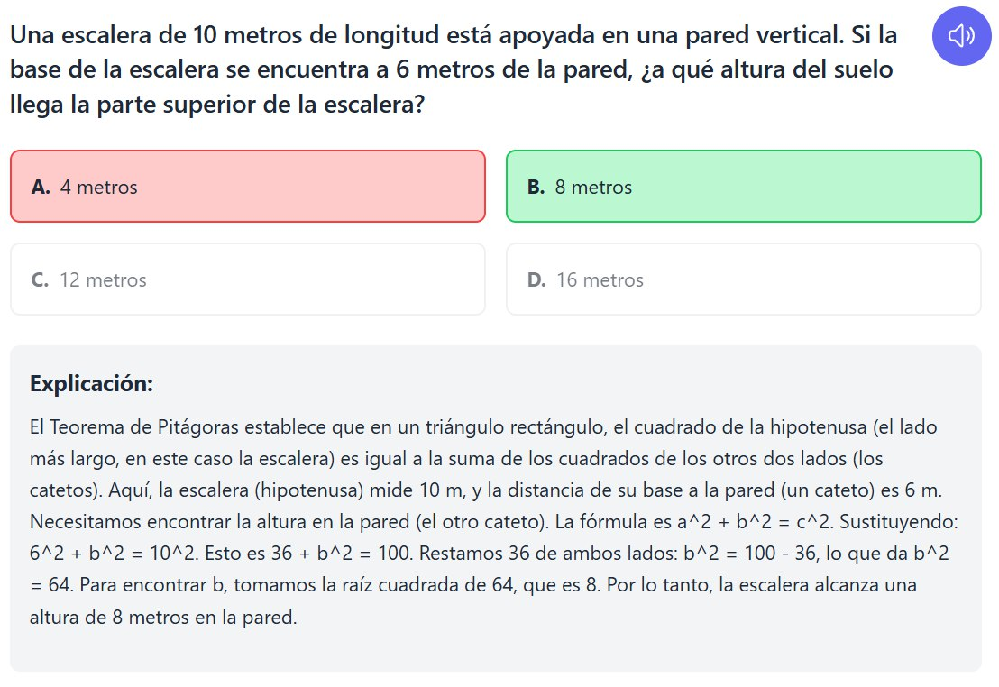 Una escalera de 10 metros de longitud está apoyada en una pared vertical. Si la
base de la escalera se encuentra a 6 metros de la pared, ¿a qué altura del suelo
llega la parte superior de la escalera?
A. 4 metros
B. 8 metros
C. 12 metros
D. 16 metros
Explicación:
El Teorema de Pitágoras establece que en un triángulo rectángulo, el cuadrado de la hipotenusa (el lado
más largo, en este caso la escalera) es igual a la suma de los cuadrados de los otros dos lados (los
catetos). Aquí, la escalera (hipotenusa) mide 10 m, y la distancia de su base a la pared (un cateto) es 6 m.
Necesitamos encontrar la altura en la pared (el otro cateto). La fórmula es a^2 + b^2 = c^2. Sustituyendo:
6^2 + b^2 = 10^2. Esto es 36 + b^2 = 100. Restamos 36 de ambos lados: b^2 = 100 - 36, lo que da b^2
= 64. Para encontrar b, tomamos la raíz cuadrada de 64, que es 8. Por lo tanto, la escalera alcanza una
altura de 8 metros en la pared.